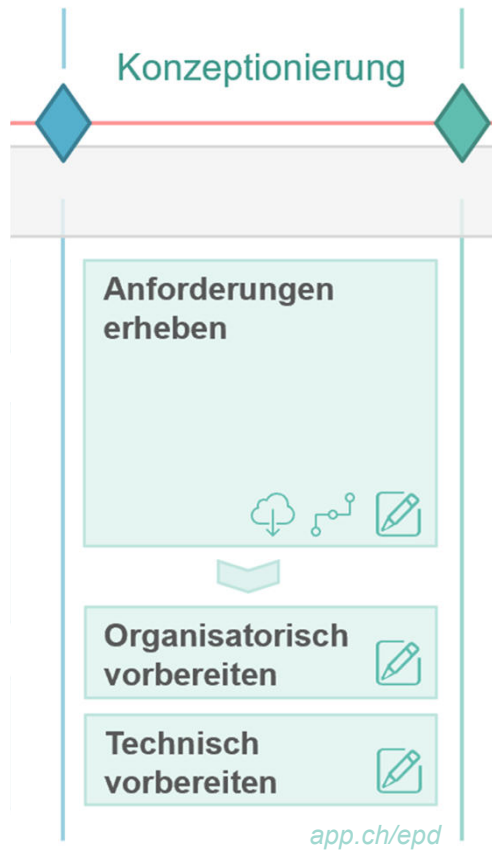 Konzeptionierung
Anforderungen
erheben
Organisatorisch
vorbereiten
Technisch
vorbereiten
app.ch/epd